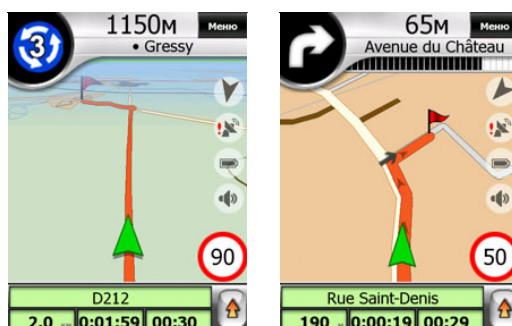 3
1150м
Меню
• Gressy
90
D212
2.0
0:01:59
00:30
65м
Меню
Avenue du Château
50
Rue Saint-Denis
190
0:00:19
00:29